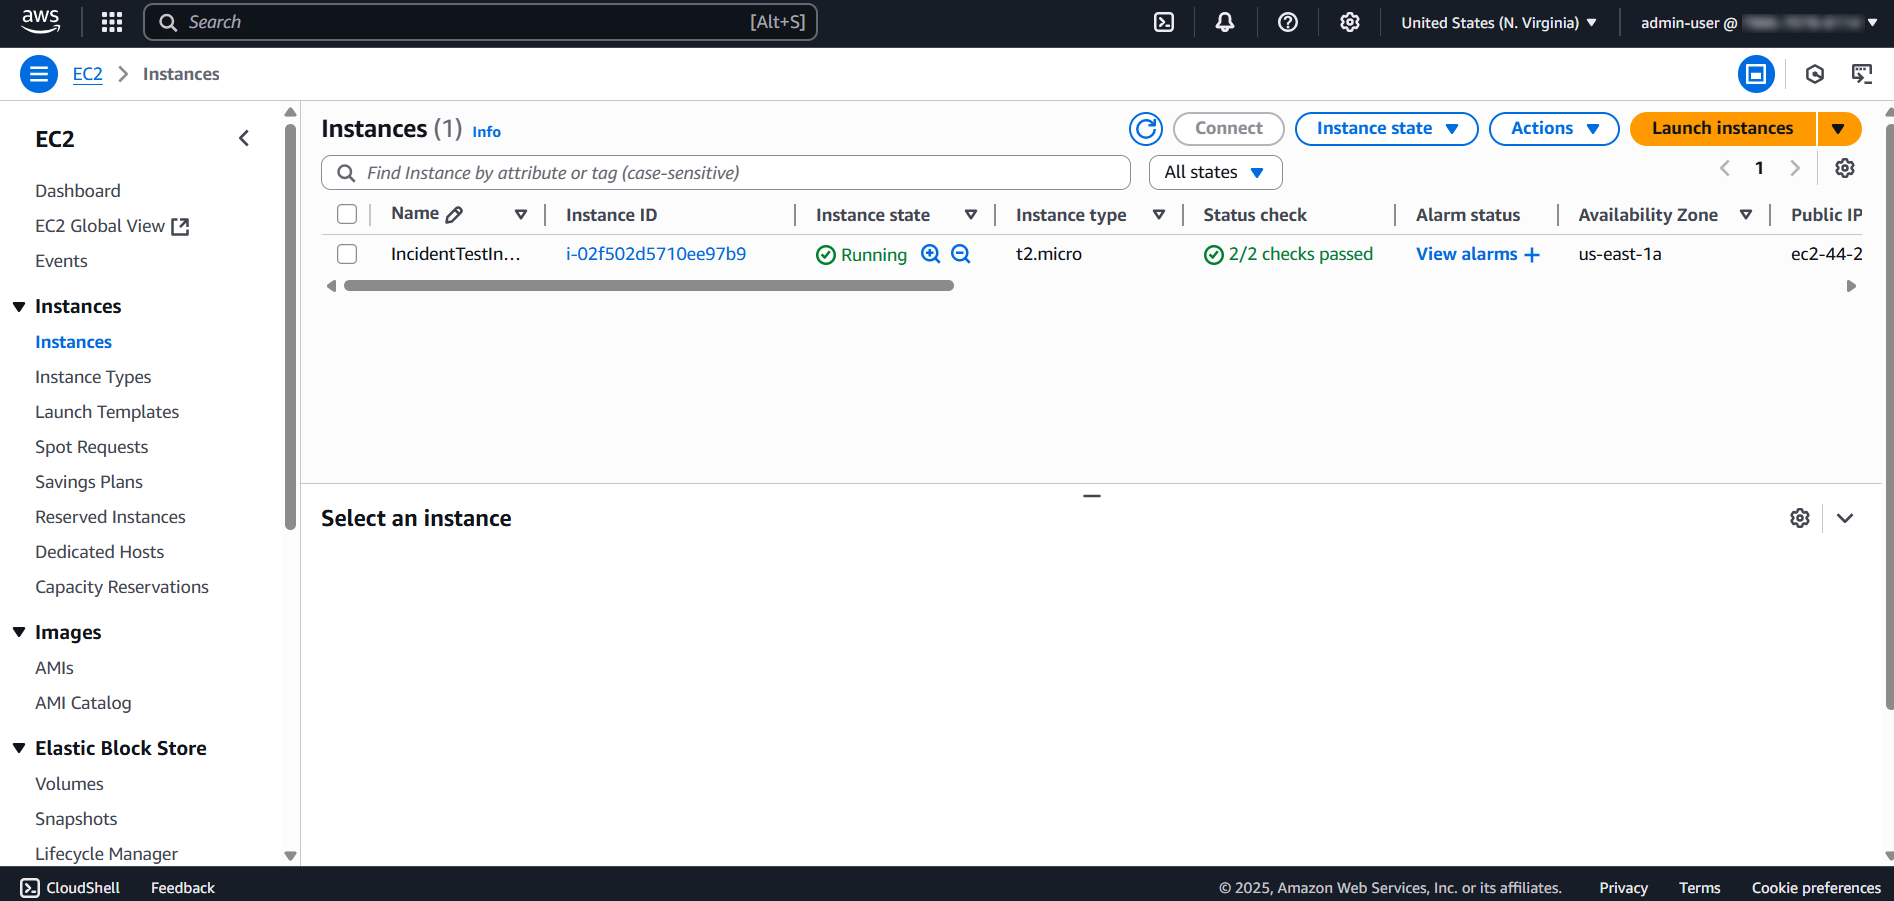 aws
Search [Alt+S]
United States (N. Virginia)
admin-user @
EC2 > Instances
EC2
Dashboard
EC2 Global View
Events
Instances
Instances
Instance Types
Launch Templates
Spot Requests
Savings Plans
Reserved Instances
Dedicated Hosts
Capacity Reservations
Images
AMIs
AMI Catalog
Elastic Block Store
Volumes
Snapshots
Lifecycle Manager
Instances (1) Info
Connect
Instance state
Actions
Launch instances
Find Instance by attribute or tag (case-sensitive)
All states
1
Name Instance ID Instance state Instance type Status check Alarm status Availability Zone Public IP
IncidentTestIn... i-02f502d5710ee97b9 Running t2.micro 2/2 checks passed View alarms + us-east-1a ec2-44-2
Select an instance
CloudShell Feedback
© 2025, Amazon Web Services, Inc. or its affiliates. Privacy Terms Cookie preferences